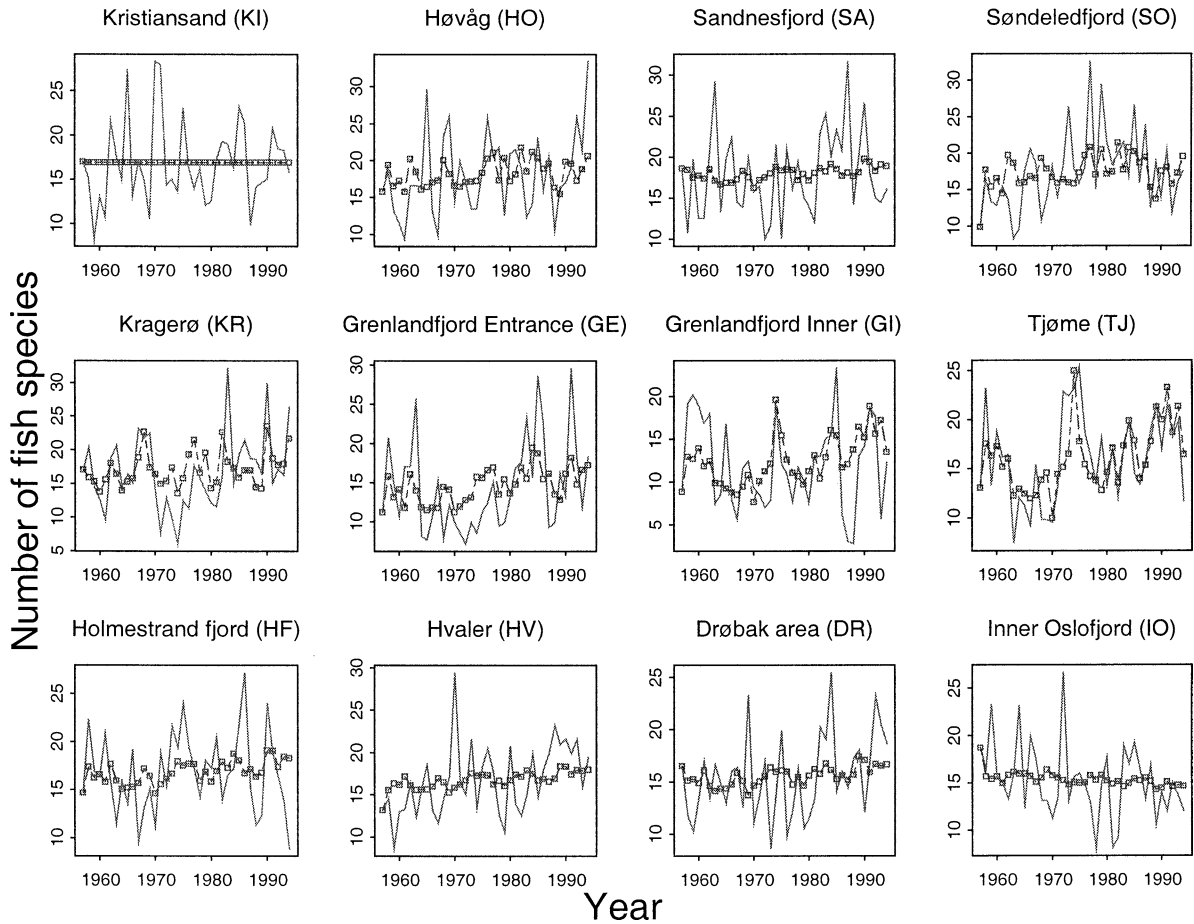 Kristiansand (KI)
Høvåg (HO)
Sandnesfjord (SA)
Søndeledfjord (SO)
10 15 20 25
1960 1970 1980 1990
10 15 20 25 30
1960 1970 1980 1990
10 15 20 25 30
1960 1970 1980 1990
10 15 20 25 30
1960 1970 1980 1990
Number of fish species
Kragerø (KR)
Grenlandfjord Entrance (GE)
Grenlandfjord Inner (GI)
Tjøme (TJ)
5 10 15 20 25 30
1960 1970 1980 1990
10 15 20 25 30
1960 1970 1980 1990
5 10 15 20
1960 1970 1980 1990
10 15 20 25
1960 1970 1980 1990
Holmestrand fjord (HF)
Hvaler (HV)
Drøbak area (DR)
Inner Oslofjord (IO)
10 15 20 25
1960 1970 1980 1990
10 15 20 25 30
1960 1970 1980 1990
10 15 20 25
1960 1970 1980 1990
10 15 20 25
1960 1970 1980 1990
Year